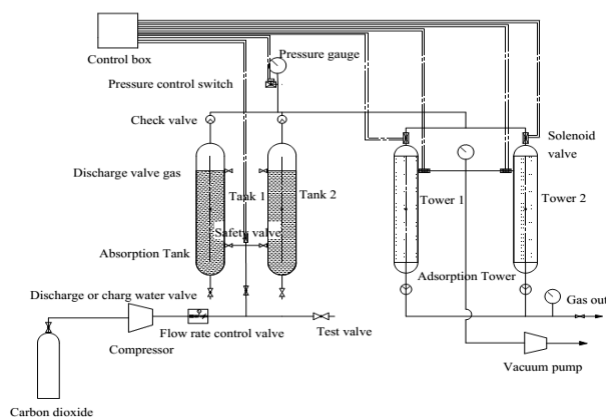 Control box
Pressure gauge
Pressure control switch
Check valve
Solenoid
valve
Discharge valve gas
Tank 1
Tank 2
Tower 1
Tower 2
Safety valve
Absorption Tank
Adsorption Tower
Discharge or charg water valve
Gas out
Flow rate control valve
Test valve
Compressor
Vacuum pump
Carbon dioxide